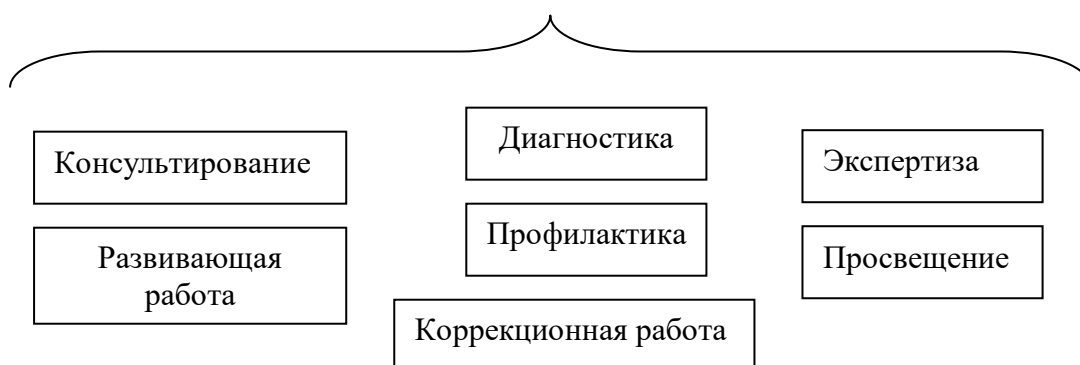 Консультирование
Развивающая
работа
Диагностика
Профилактика
Коррекционная работа
Экспертиза
Просвещение